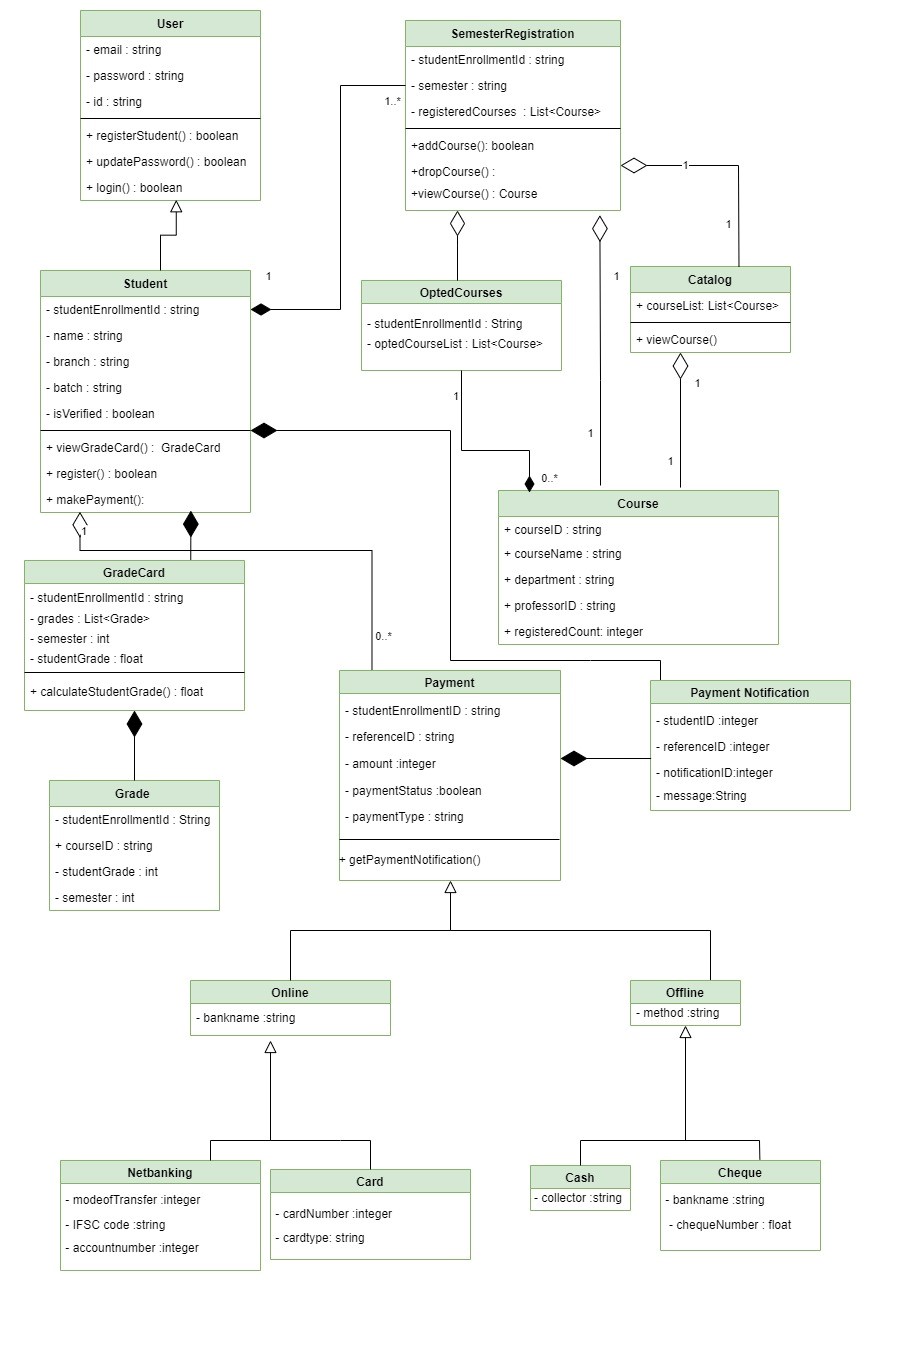 User
- email : string
- password : string
- id : string
+ registerStudent() : boolean
+ updatePassword() : boolean
+ login() : boolean
SemesterRegistration
- studentEnrollmentId : string
- semester : string
- registeredCourses : List<Course>
+addCourse(): boolean
+dropCourse() :
+viewCourse() : Course
1..*
1
1
1
Student
- studentEnrollmentId : string
- name : string
- branch : string
- batch : string
- isVerified : boolean
+ viewGradeCard() : GradeCard
+ register() : boolean
+ makePayment():
OptedCourses
- studentEnrollmentId : String
- optedCourseList : List<Course>
1
Catalog
+ courseList: List<Course>
+ viewCourse()
1
1
1
1
0..*
Course
+ courseID : string
+ courseName : string
+ department : string
+ professorID : string
+ registeredCount: integer
1
GradeCard
- studentEnrollmentId : string
- grades : List<Grade>
- semester : int
- studentGrade : float
+ calculateStudentGrade() : float
0..*
Payment
- studentEnrollmentID : string
- referenceID : string
- amount :integer
- paymentStatus :boolean
- paymentType : string
+ getPaymentNotification()
Payment Notification
- studentID :integer
- referenceID :integer
- notificationID:integer
- message:String
Grade
- studentEnrollmentId : String
+ courseID : string
- studentGrade : int
- semester : int
Online
- bankname :string
Offline
- method :string
Netbanking
- modeofTransfer :integer
- IFSC code :string
- accountnumber :integer
Card
- cardNumber :integer
- cardtype: string
Cash
- collector :string
Cheque
- bankname :string
- chequeNumber : float